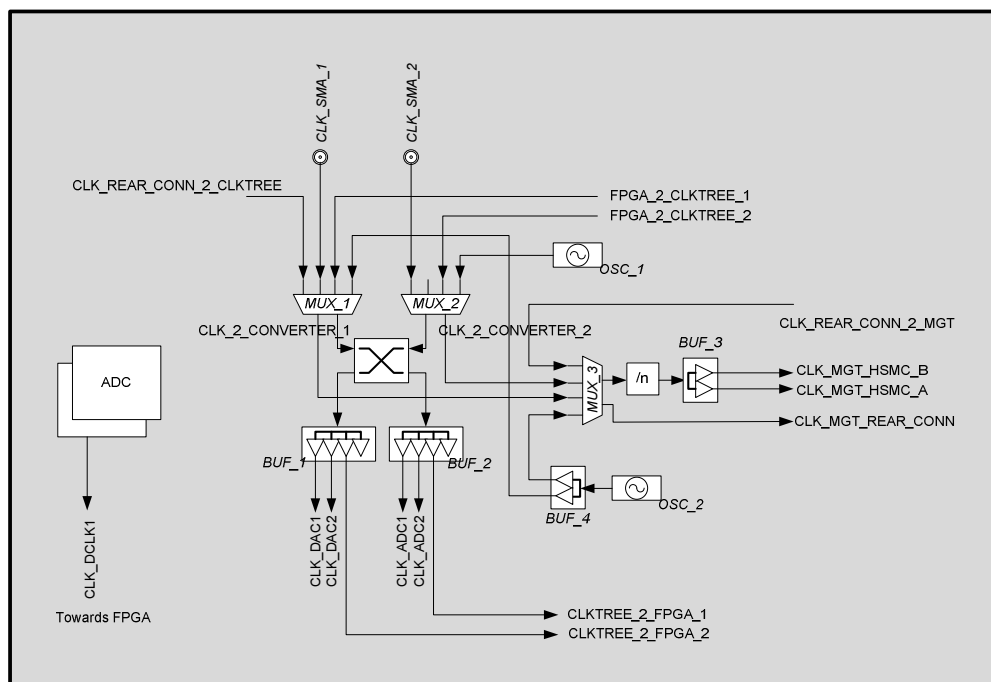 CLK_SMA_1
CLK_SMA_2
CLK_REAR_CONN_2_CLKTREE
FPGA_2_CLKTREE_1
FPGA_2_CLKTREE_2
OSC_1
MUX_1
MUX_2
CLK_2_CONVERTER_1
CLK_2_CONVERTER_2
CLK_REAR_CONN_2_MGT
BUF_3
MUX_3
/n
CLK_MGT_HSMC_B
CLK_MGT_HSMC_A
CLK_MGT_REAR_CONN
ADC
BUF_1
BUF_2
OSC_2
BUF_4
CLK_DAC1
CLK_DAC2
CLK_ADC1
CLK_ADC2
CLK_DCLK1
Towards FPGA
CLKTREE_2_FPGA_1
CLKTREE_2_FPGA_2